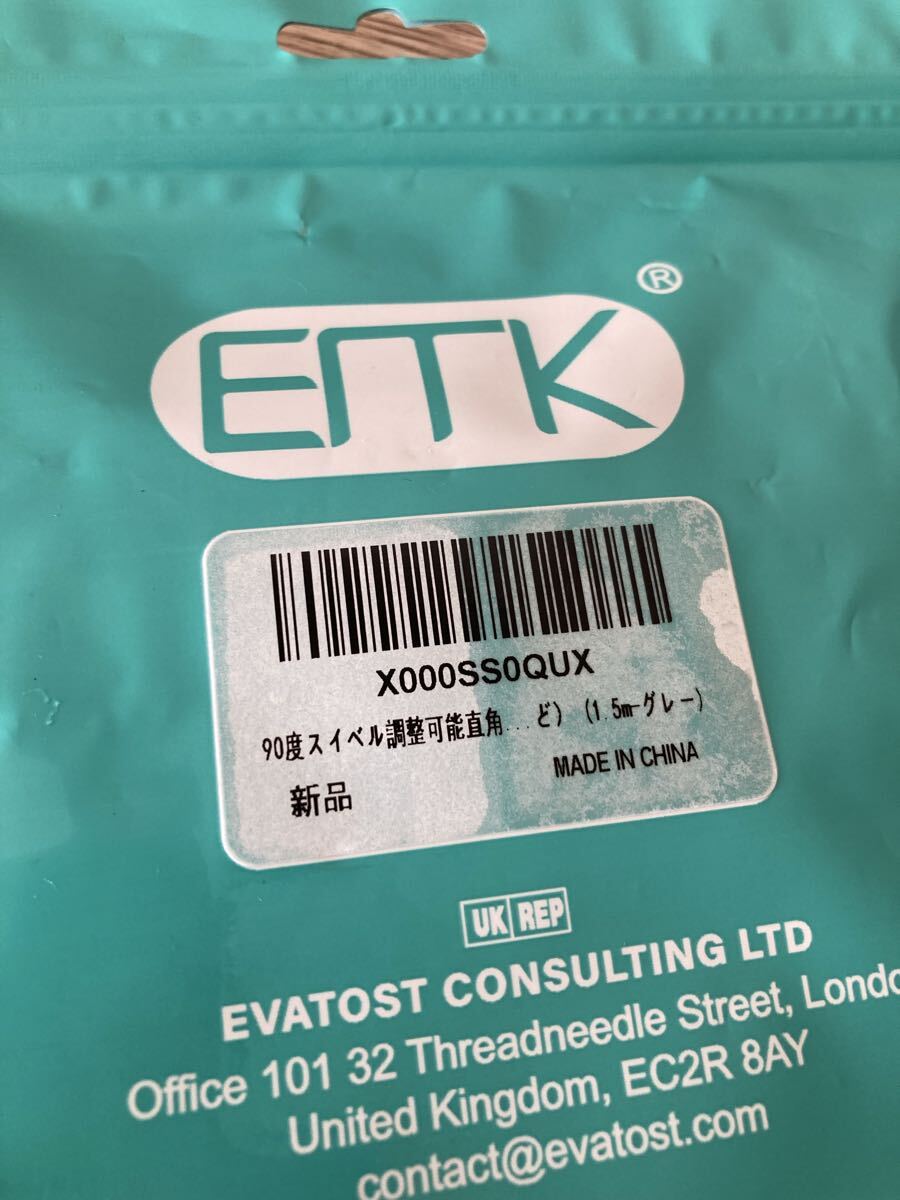 EMK®
X000SS0QUX
90度スイベル調整可能直角...ど) (1.5m-グレー)
新品
MADE IN CHINA
UK REP
EVATOST CONSULTING LTD
Office 101 32 Threadneedle Street, Londo
United Kingdom, EC2R 8AY
contact@evatost.com